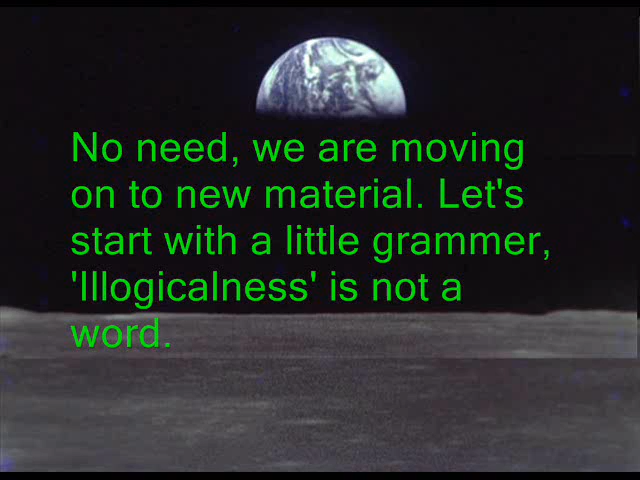 No need, we are moving
on to new material. Let's
start with a little grammer,
'Illogicalness' is not a
word.